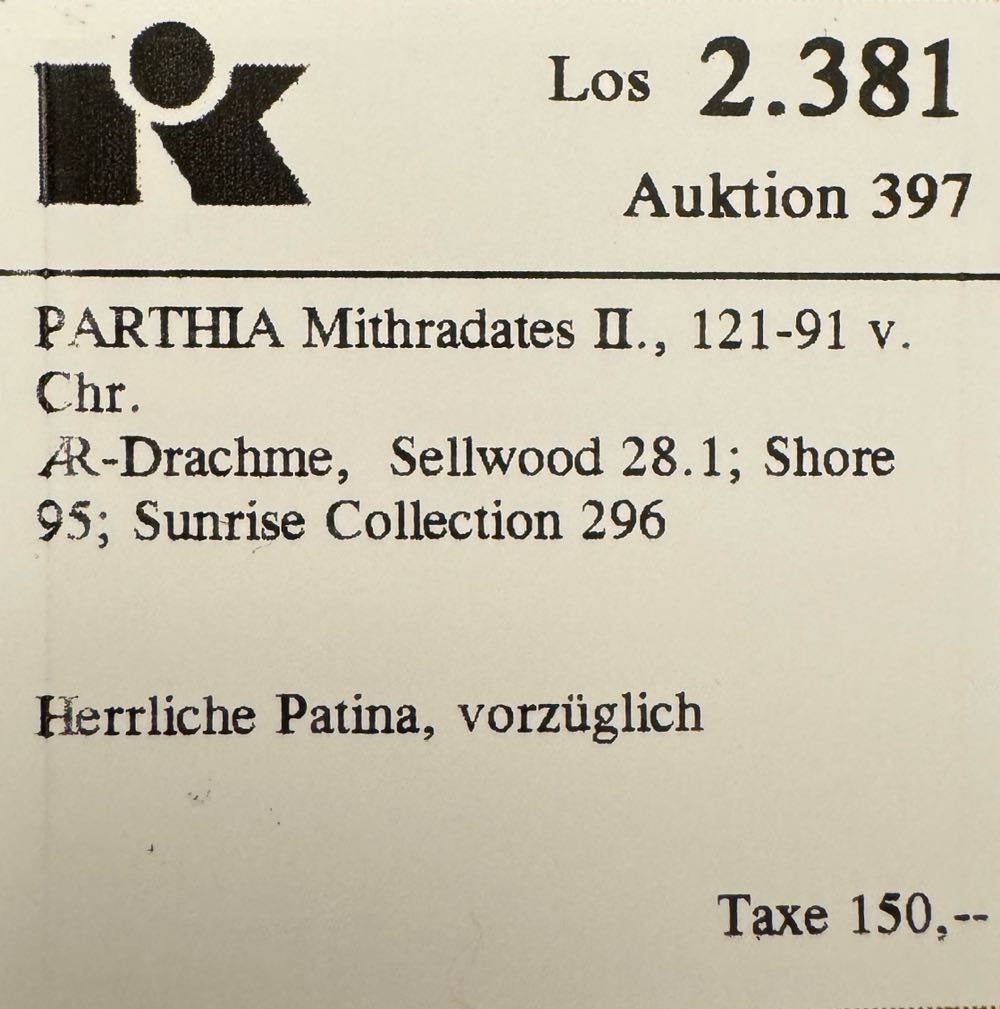 Los 2.381
Auktion 397
PARTHIA Mithradates II., 121-91 v.
Chr.
ÆR-Drachme, Sellwood 28.1; Shore
95; Sunrise Collection 296
Herrliche Patina, vorzüglich
Taxe 150,--